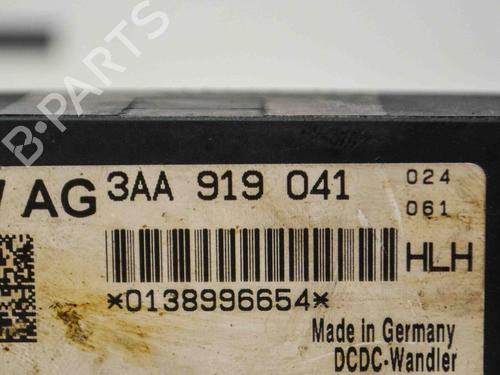 B-PARTS
AG 3AA 919 041 024
061
HLH
*0138996654*
Made in Germany
DCDC-Wandler